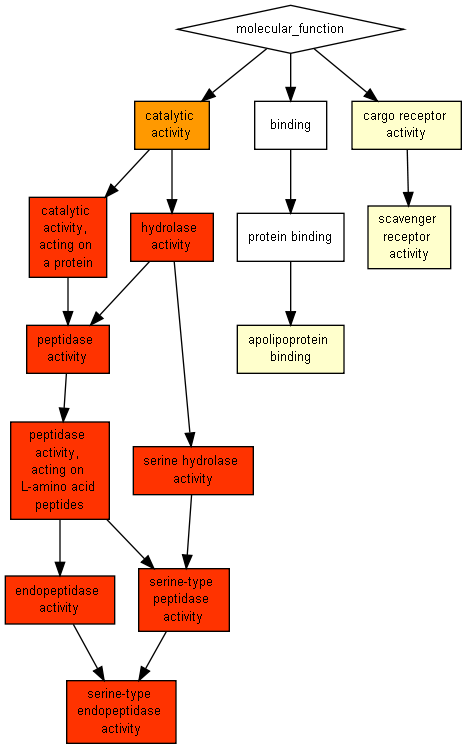 molecular_function
catalytic
activity
binding
cargo receptor
activity
catalytic
activity,
acting on
a protein
hydrolase
activity
protein binding
scavenger
receptor
activity
peptidase
activity
apolipoprotein
binding
peptidase
activity,
acting on
L-amino acid
peptides
serine hydrolase
activity
endopeptidase
activity
serine-type
peptidase
activity
serine-type
endopeptidase
activity